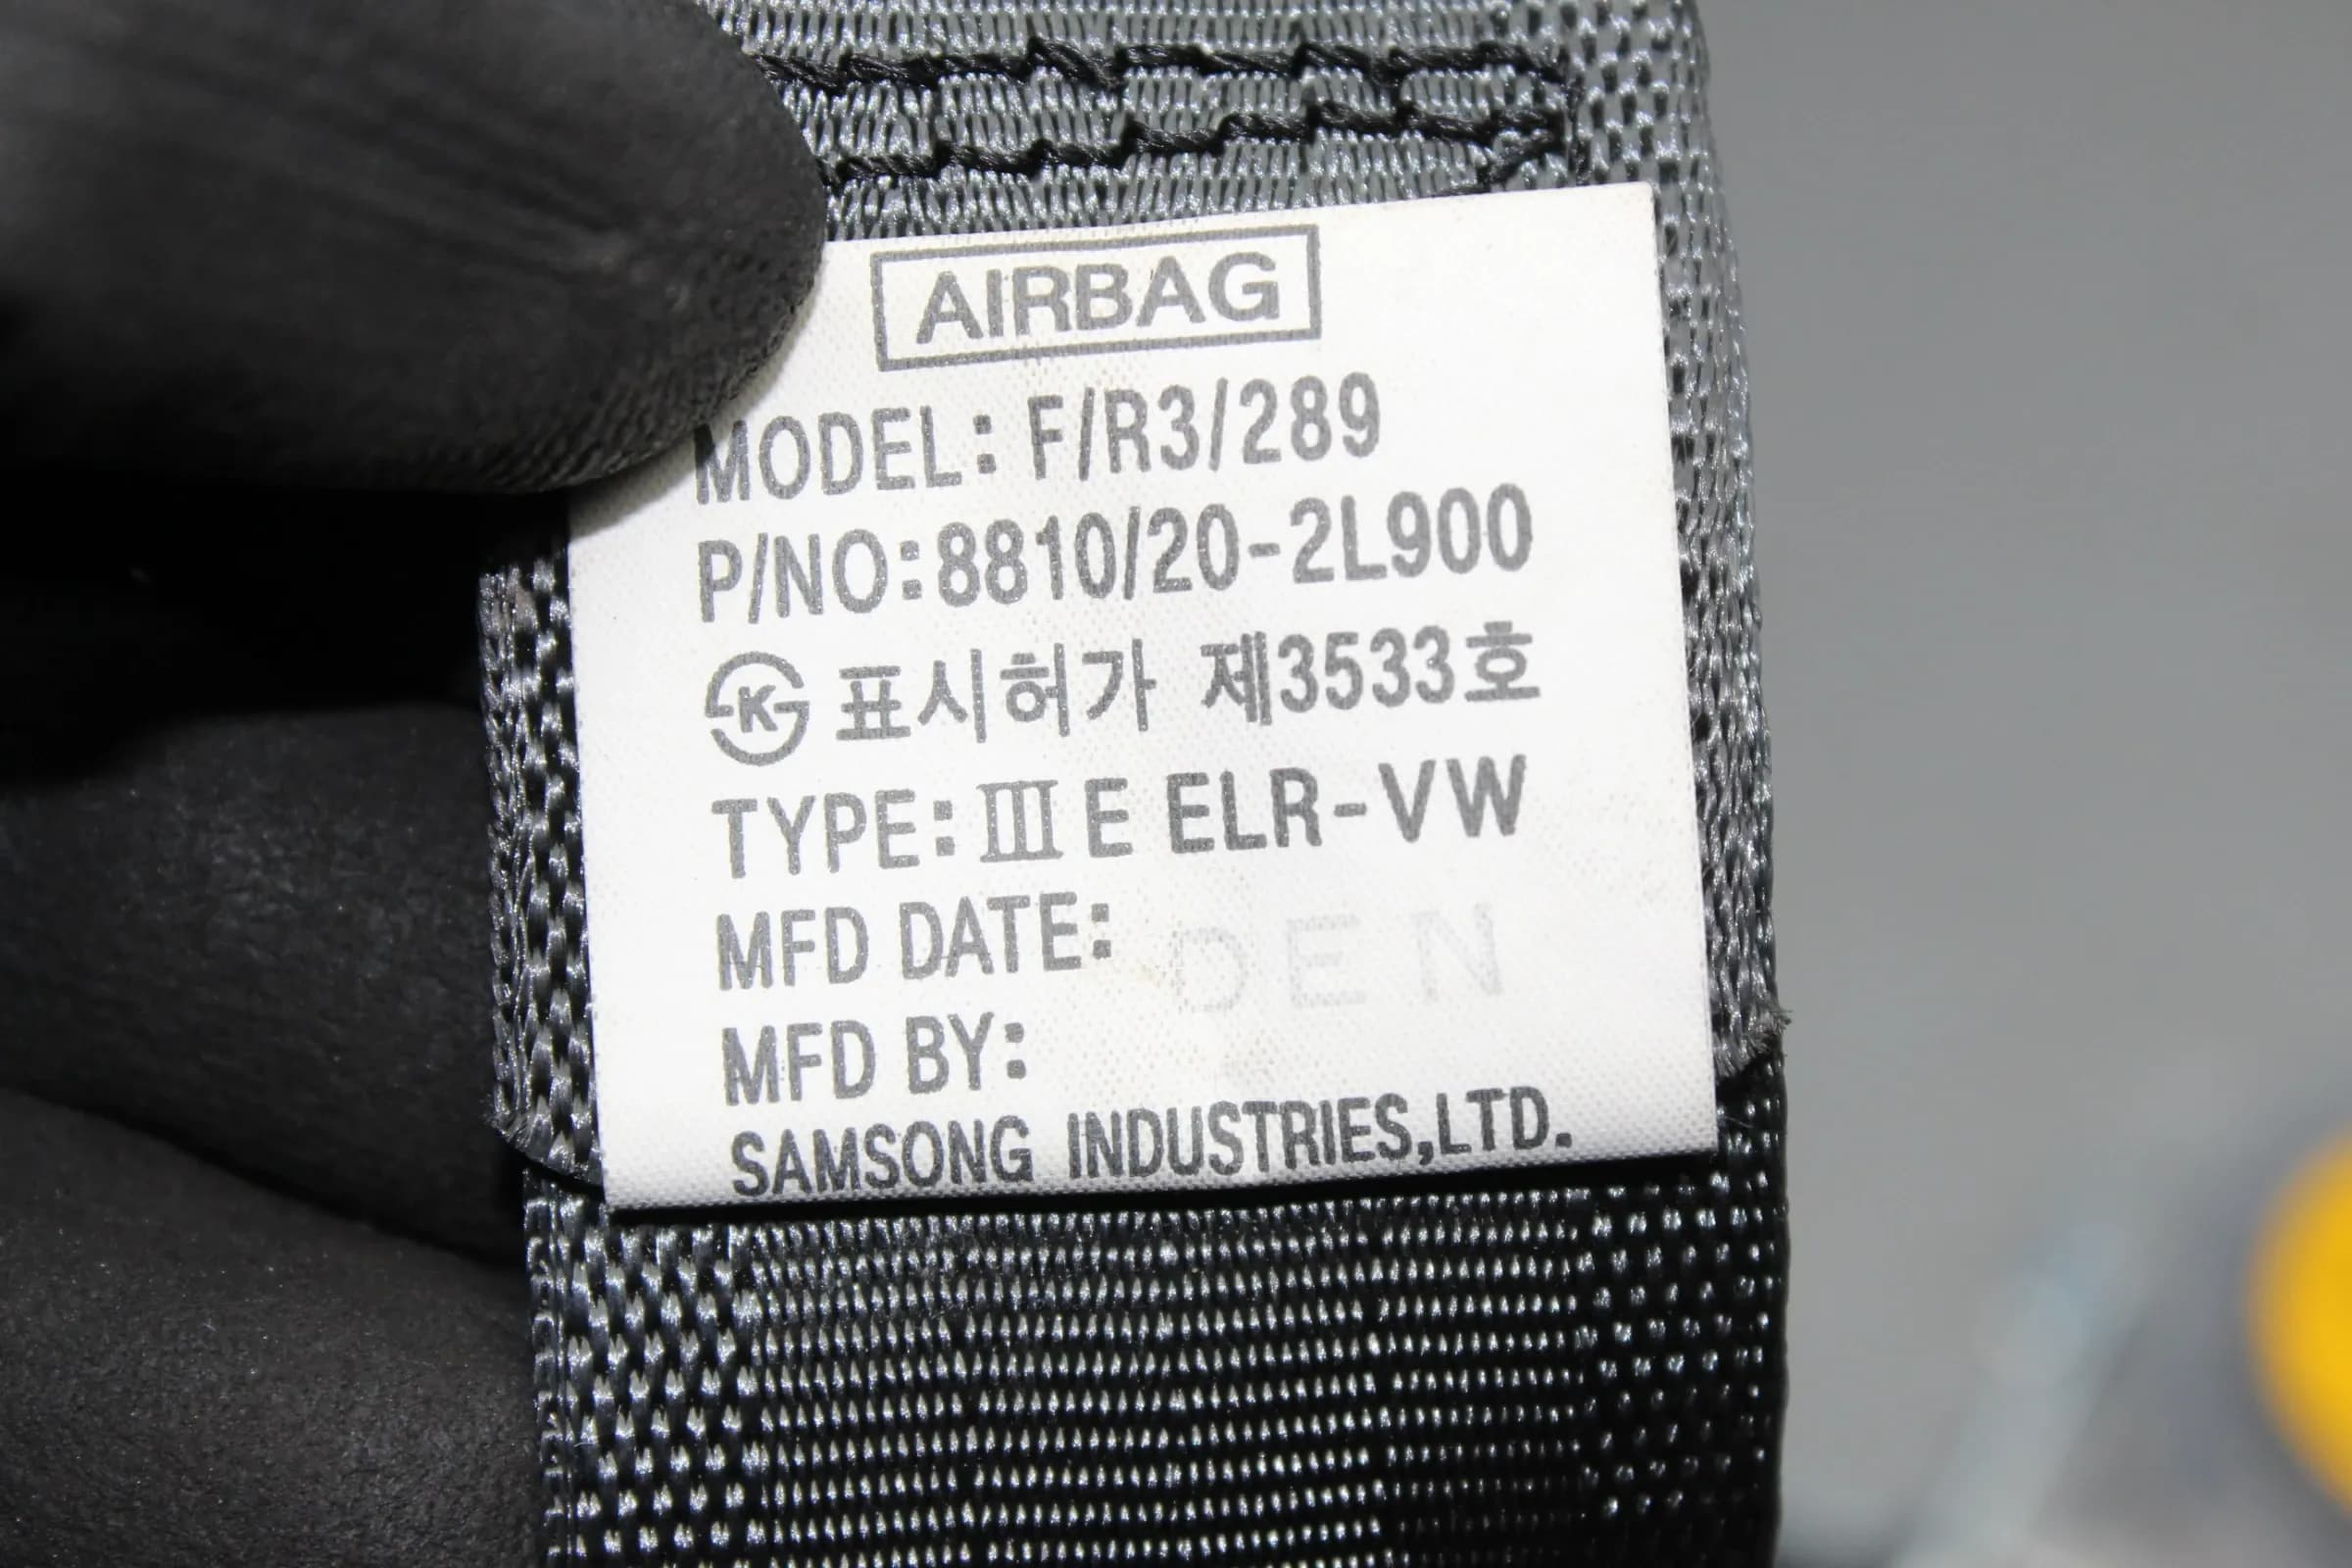 AIRBAG
MODEL: F/R3/289
P/NO:8810/20-2L900
K 표시허가 제3533호
TYPE: Ⅲ E ELR-VW
MFD DATE: DEN
MFD BY:
SAMSONG INDUSTRIES,LTD.